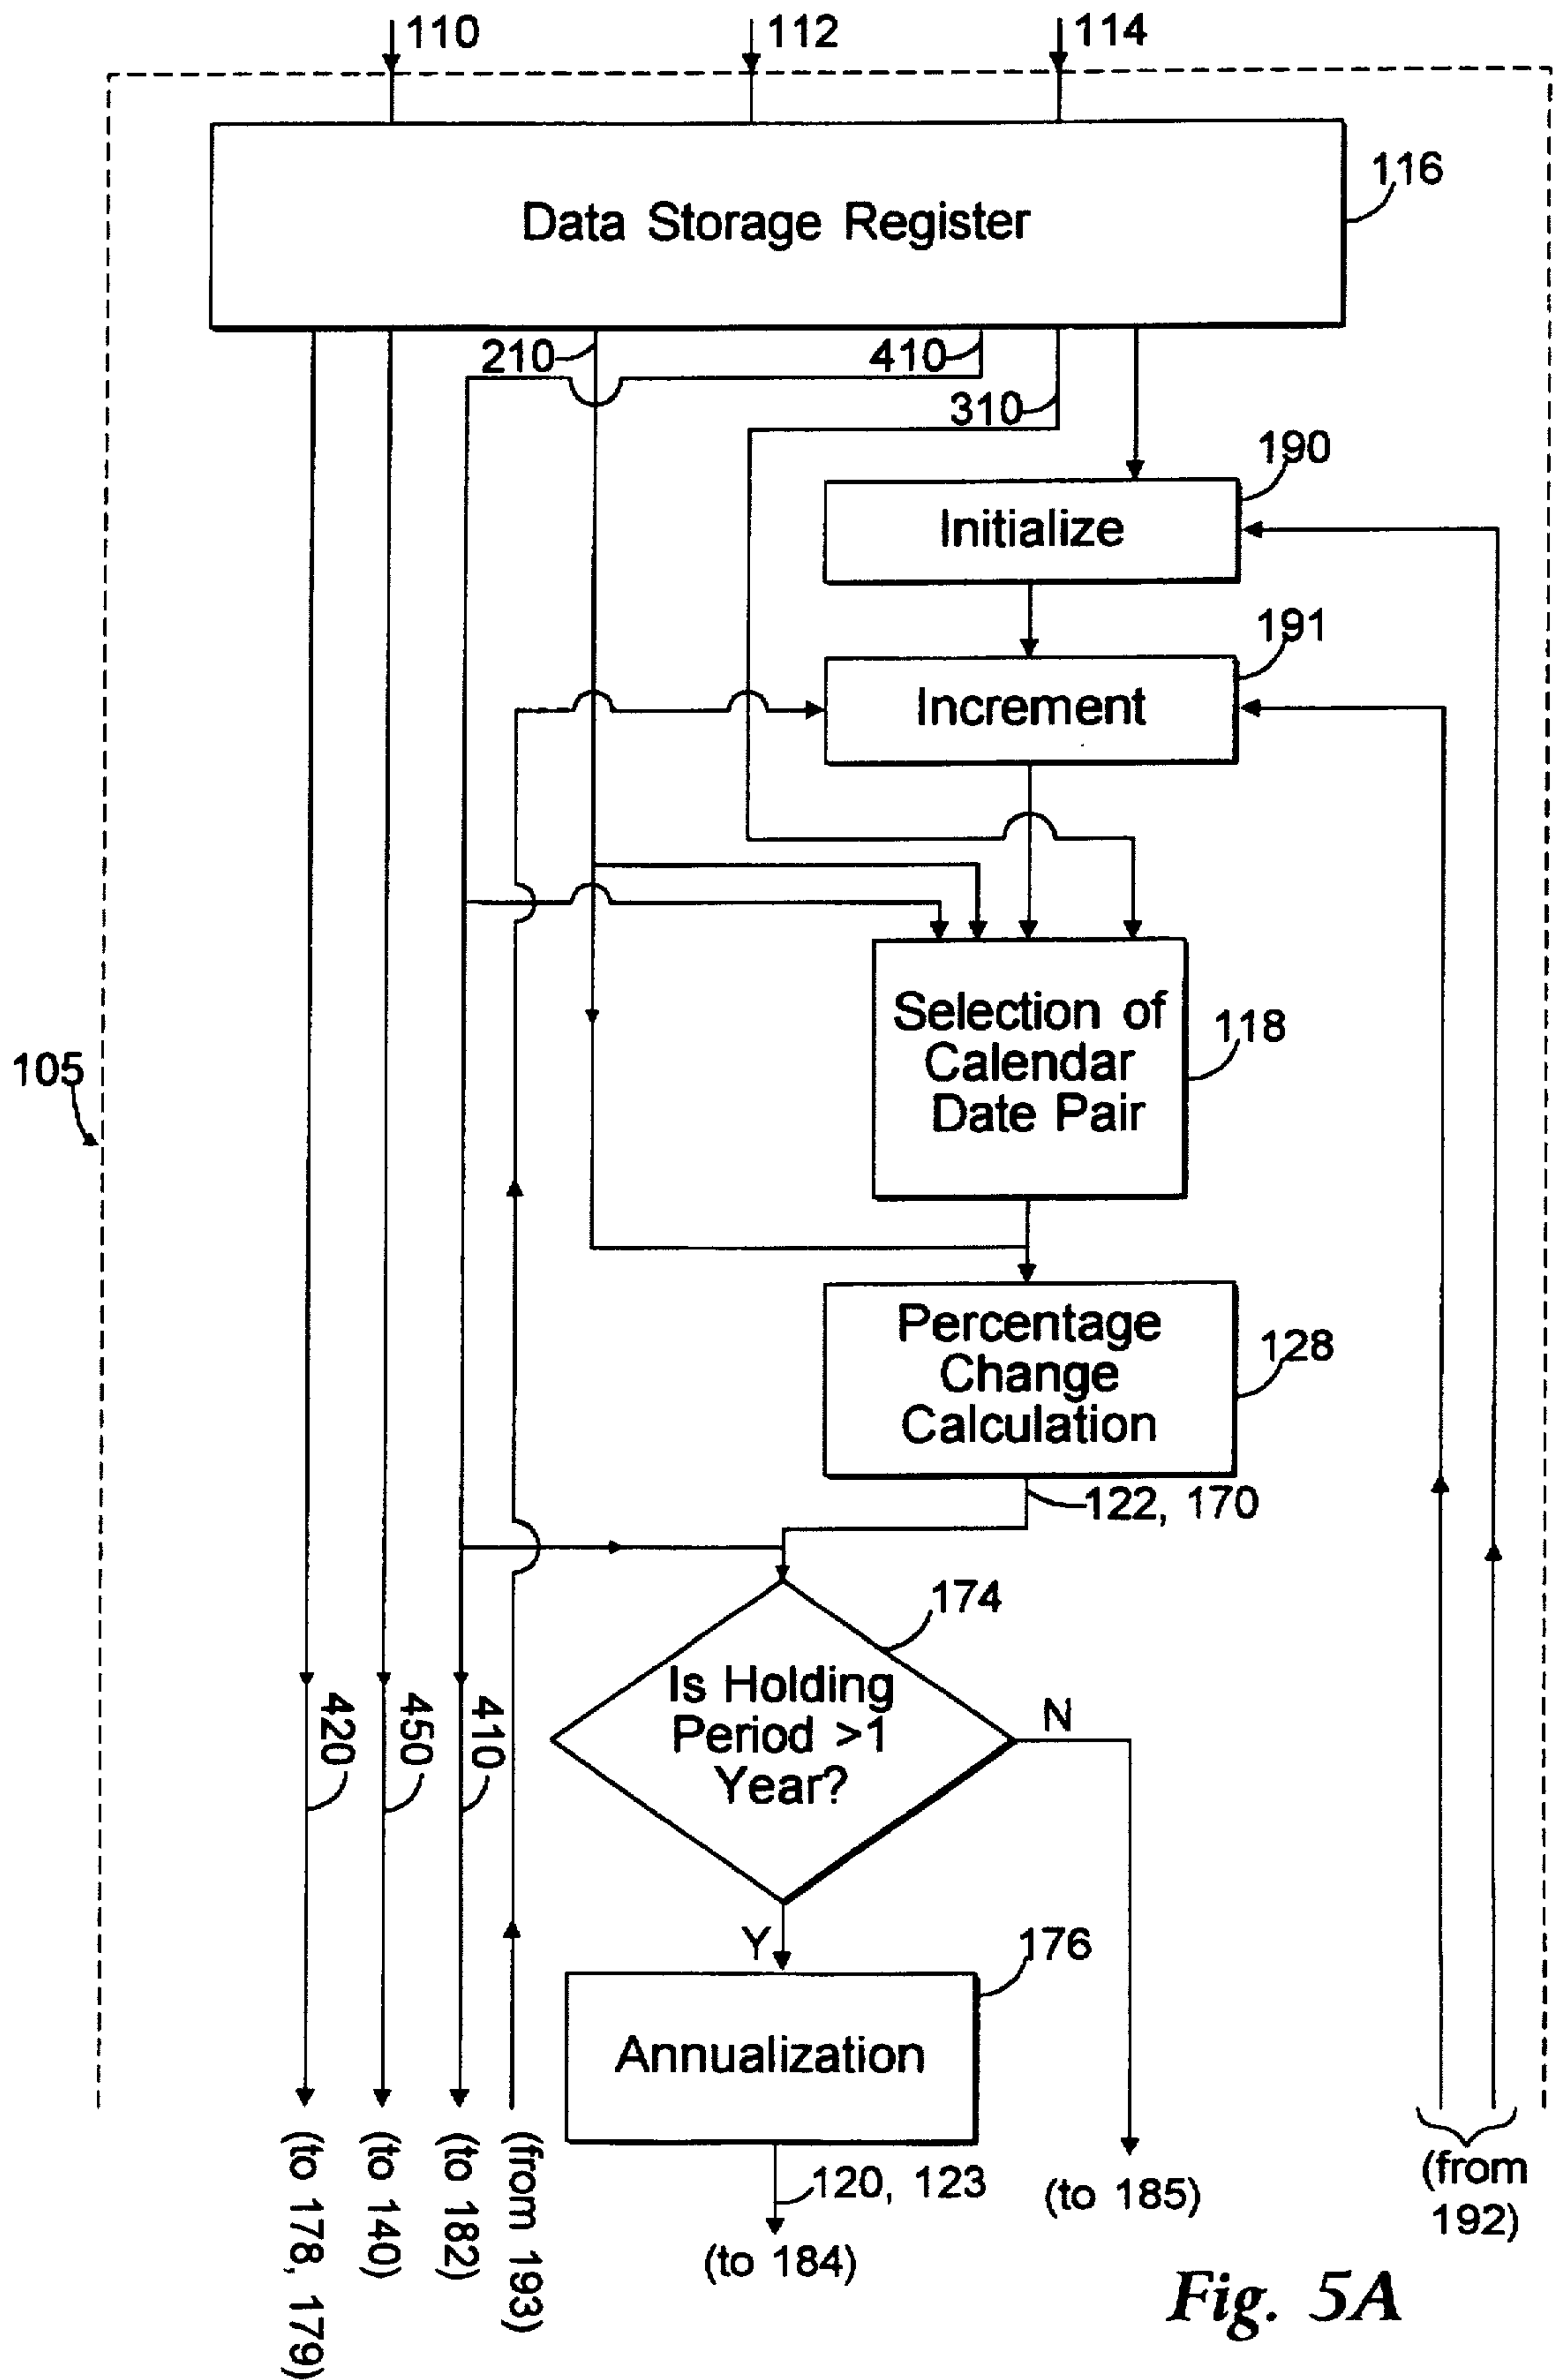 110
112
114
Data Storage Register
116
210
410
310
190
Initialize
191
Increment
Selection of
Calendar
Date Pair
118
105
Percentage
Change
Calculation
128
122, 170
174
Is Holding
Period >1
Year?
N
420
450
410
Y
176
Annualization
120, 123
(to 178, 179)
(to 140)
(to 182)
(from 193)
(to 184)
(to 185)
(from
192)
Fig. 5A